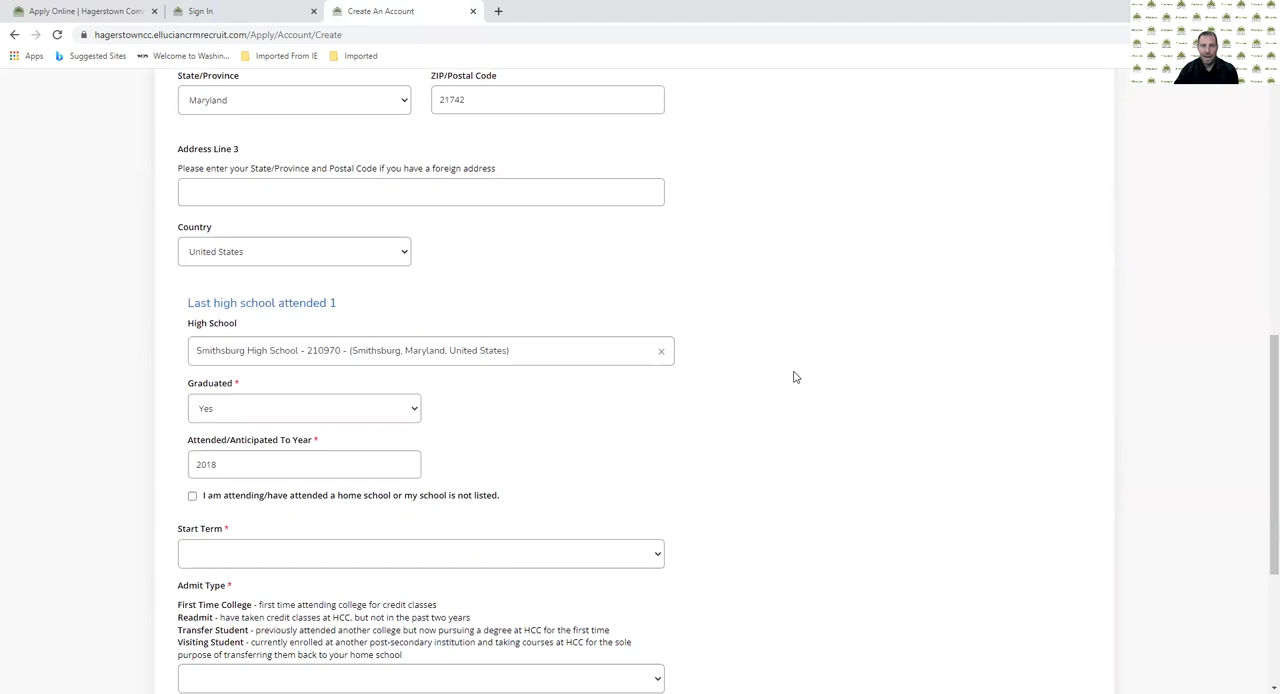 Apply Online | Hagerstown Com
Sign In
Create An Account
hagerstowncc.elluciancrmrecruit.com/Apply/Account/Create
Apps
Suggested Sites
Welcome to Washin...
Imported From IE
Imported
State/Province
ZIP/Postal Code
Maryland
21742
Address Line 3
Please enter your State/Province and Postal Code if you have a foreign address
Country
United States
Last high school attended 1
High School
Smithsburg High School - 210970 - (Smithsburg, Maryland, United States)
Graduated *
Yes
Attended/Anticipated To Year *
2018
I am attending/have attended a home school or my school is not listed.
Start Term *
Admit Type *
First Time College - first time attending college for credit classes
Readmit - have taken credit classes at HCC, but not in the past two years
Transfer Student - previously attended another college but now pursuing a degree at HCC for the first time
Visiting Student - currently enrolled at another post-secondary institution and taking courses at HCC for the sole
purpose of transferring them back to your home school